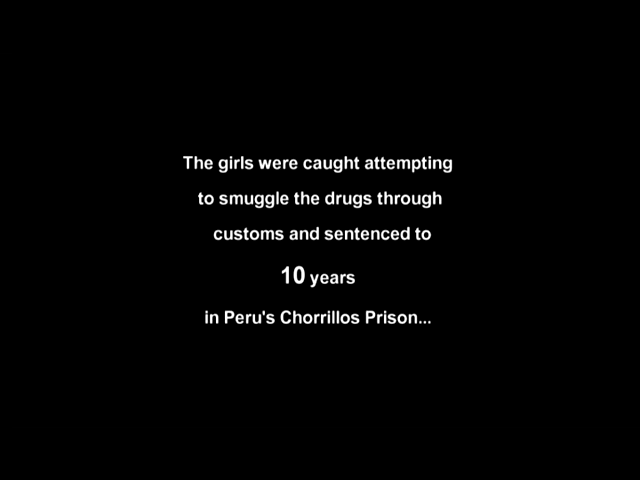 The girls were caught attempting
to smuggle the drugs through
customs and sentenced to
10 years
in Peru's Chorrillos Prison...